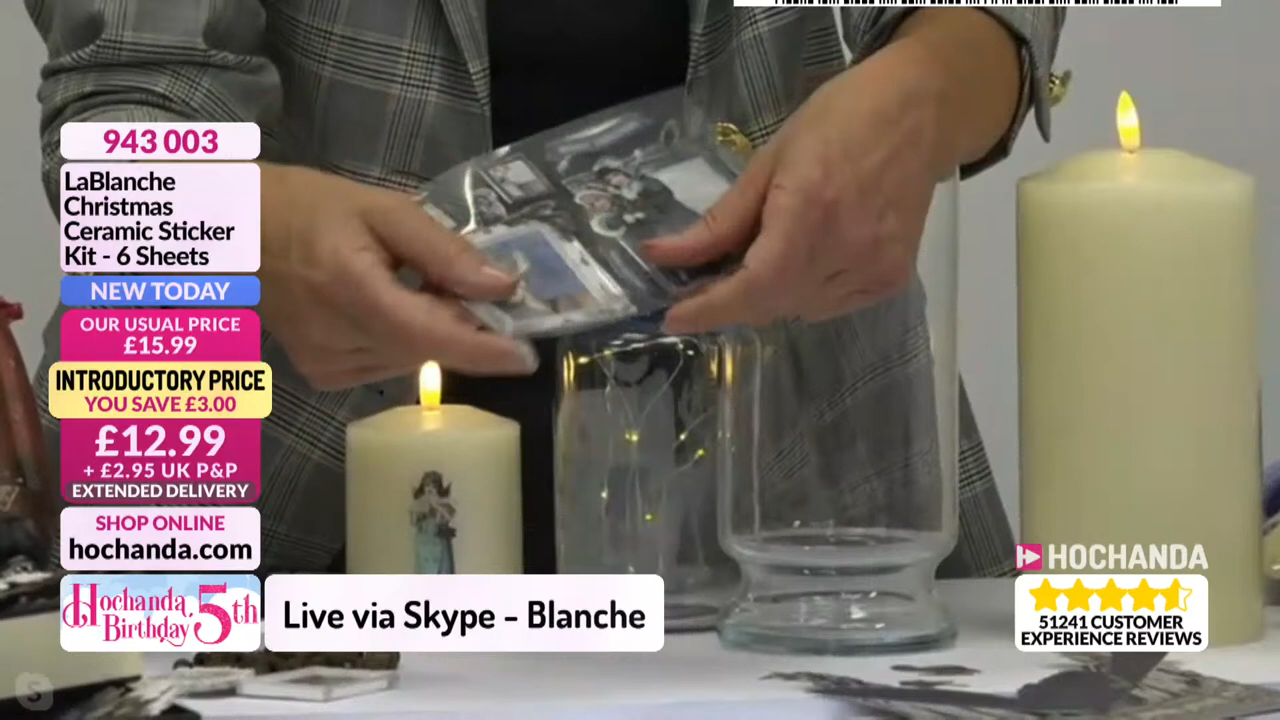 943 003
LaBlanche
Christmas
Ceramic Sticker
Kit - 6 Sheets
NEW TODAY
OUR USUAL PRICE
£15.99
INTRODUCTORY PRICE
YOU SAVE £3.00
£12.99
+ £2.95 UK P&P
EXTENDED DELIVERY
SHOP ONLINE
hochanda.com
Hochanda
Birthday 5th
Live via Skype - Blanche
HOCHANDA
51241 CUSTOMER
EXPERIENCE REVIEWS